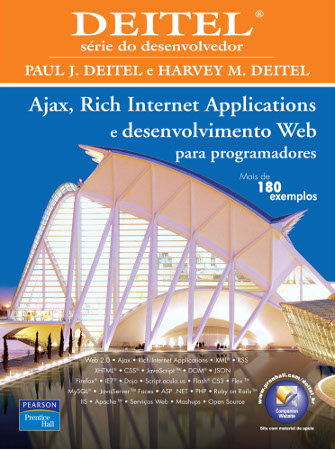 DEITEL®
série do desenvolvedor
PAUL J. DEITEL e HARVEY M. DEITEL
Ajax, Rich Internet Applications
e desenvolvimento Web
para programadores
Mais de
180
exemplos
Web 2.0 • Ajax • Rich Internet Applications • XML® • RSS
XHTML® • CSS® • JavaScript™ • DOM® • JSON
Firefox® • IE7® • Dojo • Script.aculo.us • Flash® CS3 • Flex™
MySQL® • JavaServer™ Faces • ASP .NET • PHP • Ruby on Rails™
IIS • Apache™ • Serviços Web • Mashups • Open Source
www.prenhall.com/deitel_br
Companion
Website
Site com material de apoio
PEARSON
Prentice
Hall